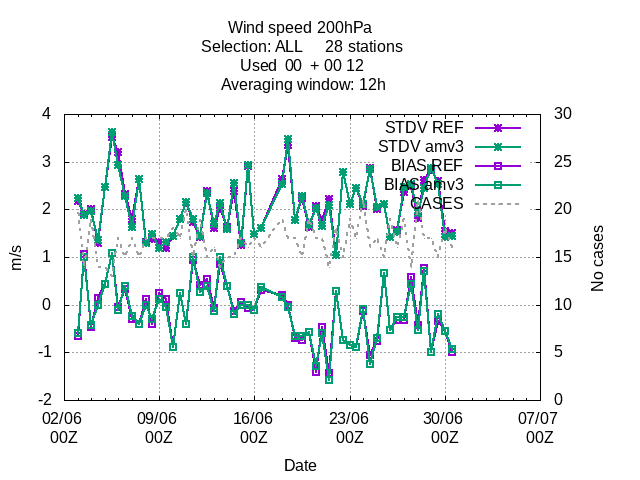 Wind speed 200hPa
Selection: ALL 28 stations
Used 00 + 00 12
Averaging window: 12h
4
3
2
1
0
-1
-2
m/s
30
25
20
15
10
5
0
No cases
STDV REF
STDV amv3
BIAS REF
BIAS amv3
CASES
02/06 09/06 16/06 23/06 30/06 07/07
00Z 00Z 00Z 00Z 00Z 00Z
Date